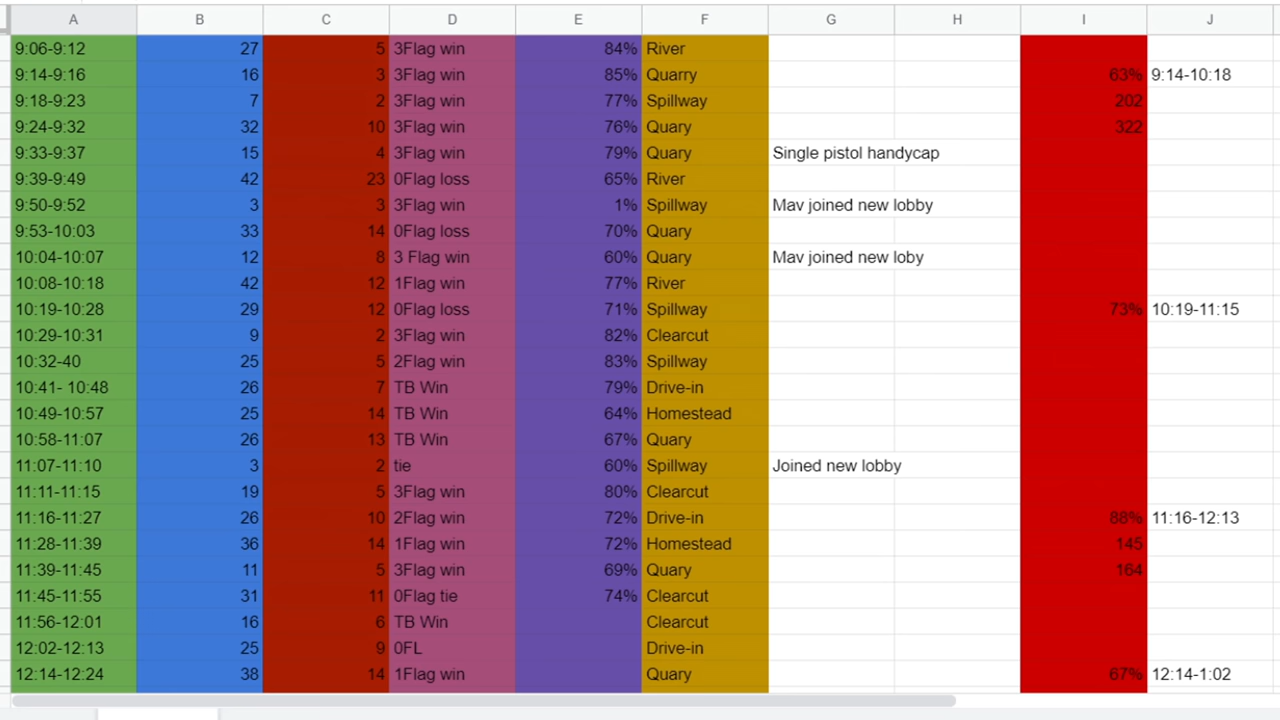 A B C D E F G H I J
9:06-9:12 27 5 3Flag win 84% River
9:14-9:16 16 3 3Flag win 85% Quarry 63% 9:14-10:18
9:18-9:23 7 2 3Flag win 77% Spillway 202
9:24-9:32 32 10 3Flag win 76% Quary 322
9:33-9:37 15 4 3Flag win 79% Quary Single pistol handycap
9:39-9:49 42 23 0Flag loss 65% River
9:50-9:52 3 3 3Flag win 1% Spillway Mav joined new lobby
9:53-10:03 33 14 0Flag loss 70% Quary
10:04-10:07 12 8 3 Flag win 60% Quary Mav joined new loby
10:08-10:18 42 12 1Flag win 77% River
10:19-10:28 29 12 0Flag loss 71% Spillway 73% 10:19-11:15
10:29-10:31 9 2 3Flag win 82% Clearcut
10:32-40 25 5 2Flag win 83% Spillway
10:41- 10:48 26 7 TB Win 79% Drive-in
10:49-10:57 25 14 TB Win 64% Homestead
10:58-11:07 26 13 TB Win 67% Quary
11:07-11:10 3 2 tie 60% Spillway Joined new lobby
11:11-11:15 19 5 3Flag win 80% Clearcut
11:16-11:27 26 10 2Flag win 72% Drive-in 88% 11:16-12:13
11:28-11:39 36 14 1Flag win 72% Homestead 145
11:39-11:45 11 5 3Flag win 69% Quary 164
11:45-11:55 31 11 0Flag tie 74% Clearcut
11:56-12:01 16 6 TB Win Clearcut
12:02-12:13 25 9 0FL Drive-in
12:14-12:24 38 14 1Flag win Quary 67% 12:14-1:02